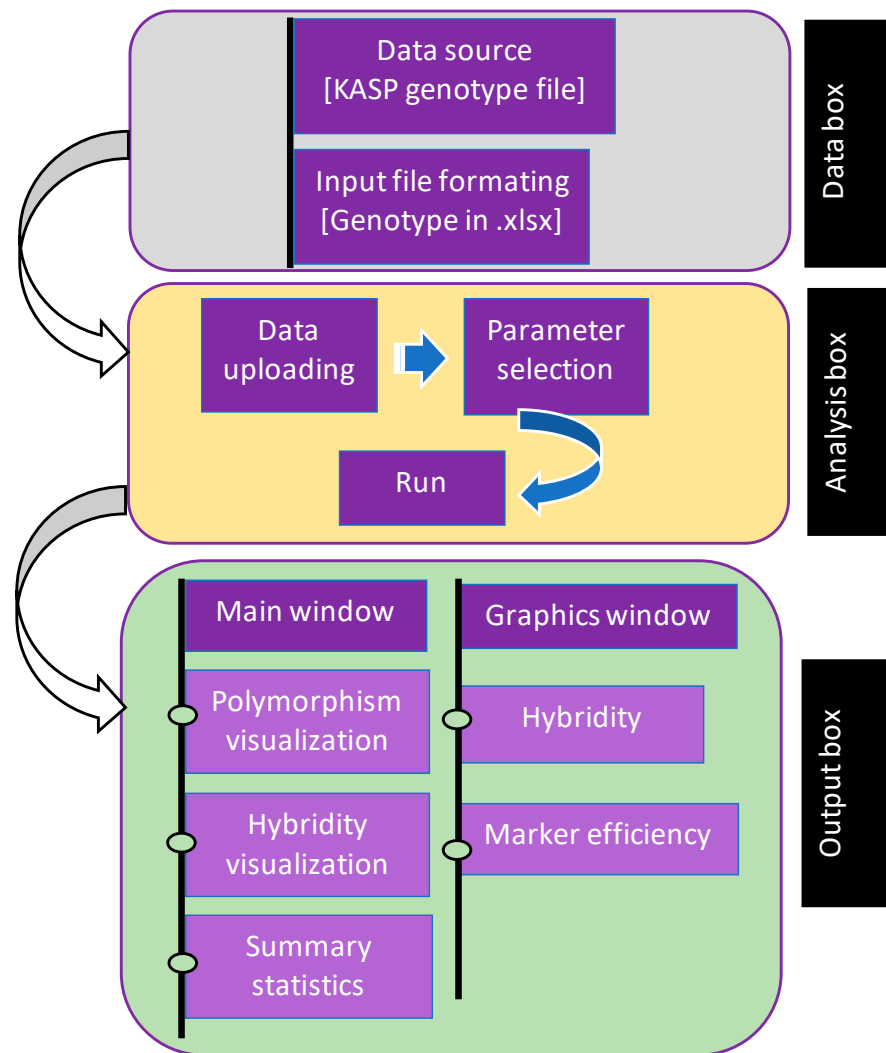 Data source
[KASP genotype file]
Input file formating
[Genotype in .xlsx]
Data box
Data
uploading
Parameter
selection
Run
Analysis box
Main window
Polymorphism
visualization
Hybridity
visualization
Summary
statistics
Graphics window
Hybridity
Marker efficiency
Output box